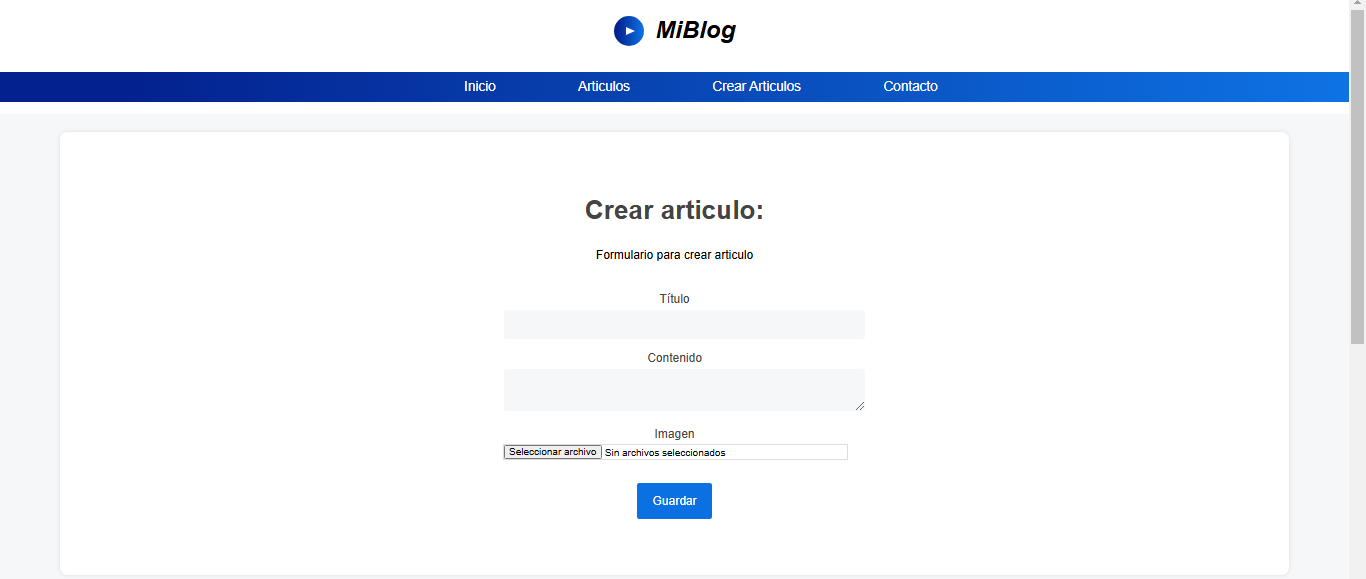 MiBlog
Inicio Articulos Crear Articulos Contacto
Crear articulo:
Formulario para crear articulo
Título
Contenido
Imagen
Seleccionar archivo Sin archivos seleccionados
Guardar